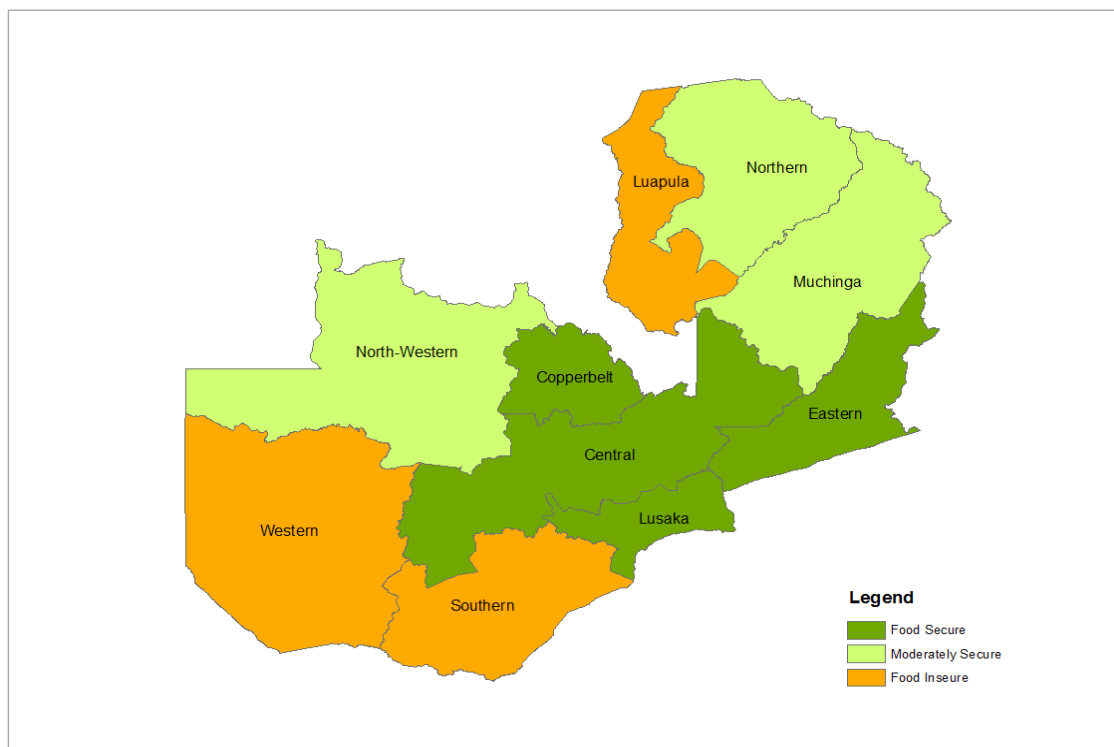 Northern
Luapula
Muchinga
North-Western
Copperbelt
Eastern
Central
Lusaka
Western
Southern
Legend
Food Secure
Moderately Secure
Food Inseure